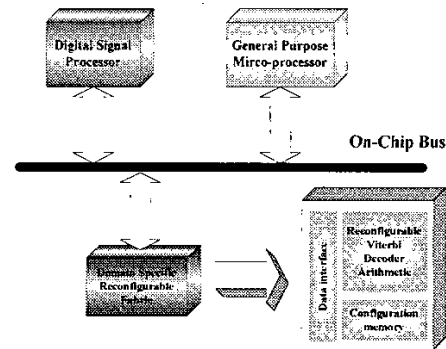 Digital Signal
Processor
General Purpose
Mirco-processor
On-Chip Bus
Domain Specific
Reconfigurable
Fabric
Data interface
Reconfigurable
Viterbi
Decoder
Arithmetic
Configuration
memory